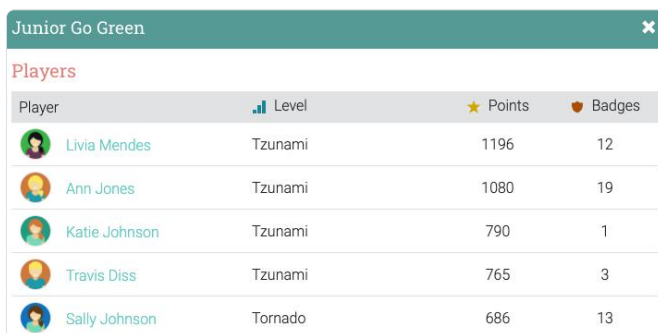 Junior Go Green
Players
Player Level Points Badges
Livia Mendes Tzunami 1196 12
Ann Jones Tzunami 1080 19
Katie Johnson Tzunami 790 1
Travis Diss Tzunami 765 3
Sally Johnson Tornado 686 13